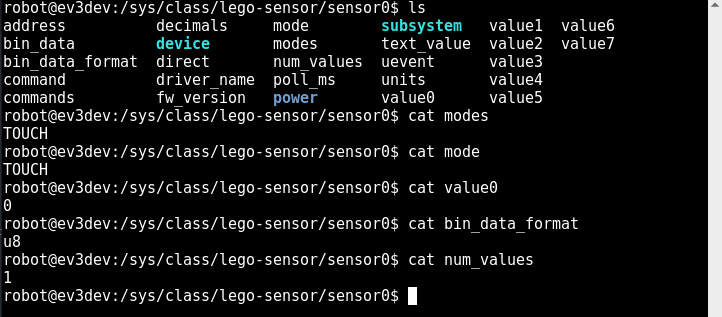 robot@ev3dev:/sys/class/lego-sensor/sensor0$ ls
address decimals mode subsystem value1 value6
bin_data device modes text_value value2 value7
bin_data_format direct num_values uevent value3
command driver_name poll_ms units value4
commands fw_version power value0 value5
robot@ev3dev:/sys/class/lego-sensor/sensor0$ cat modes
TOUCH
robot@ev3dev:/sys/class/lego-sensor/sensor0$ cat mode
TOUCH
robot@ev3dev:/sys/class/lego-sensor/sensor0$ cat value0
0
robot@ev3dev:/sys/class/lego-sensor/sensor0$ cat bin_data_format
u8
robot@ev3dev:/sys/class/lego-sensor/sensor0$ cat num_values
1
robot@ev3dev:/sys/class/lego-sensor/sensor0$